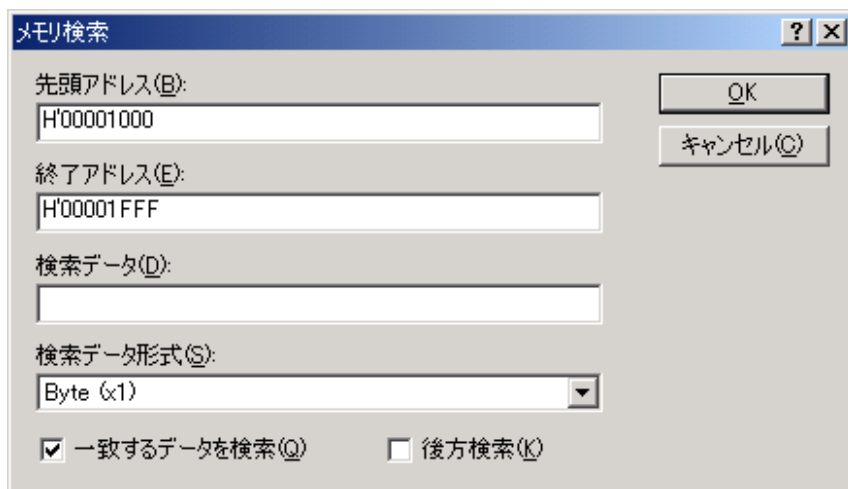 メモリ検索
先頭アドレス(B):
H'00001000
終了アドレス(E):
H'00001FFF
検索データ(D):
検索データ形式(S):
Byte (x1)
一致するデータを検索(Q)
後方検索(K)
OK
キャンセル(C)